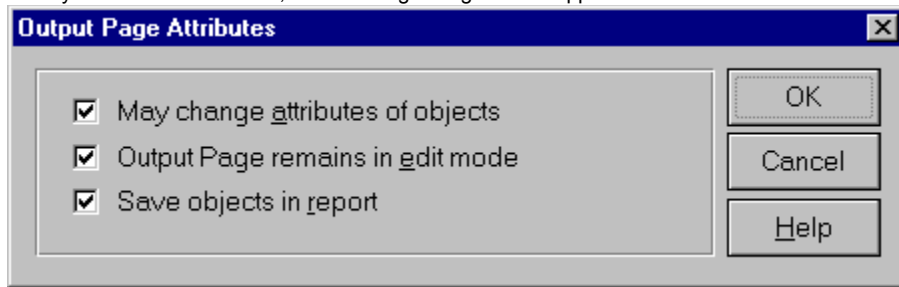 Output Page Attributes
May change attributes of objects
Output Page remains in edit mode
Save objects in report
OK
Cancel
Help